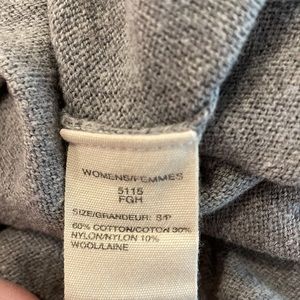 WOMENS/FEMMES
5115
FGH
SIZE/GRANDEUR: S/P
60% COTTON/COTON 30%
NYLON/NYLON 10%
WOOL/LAINE